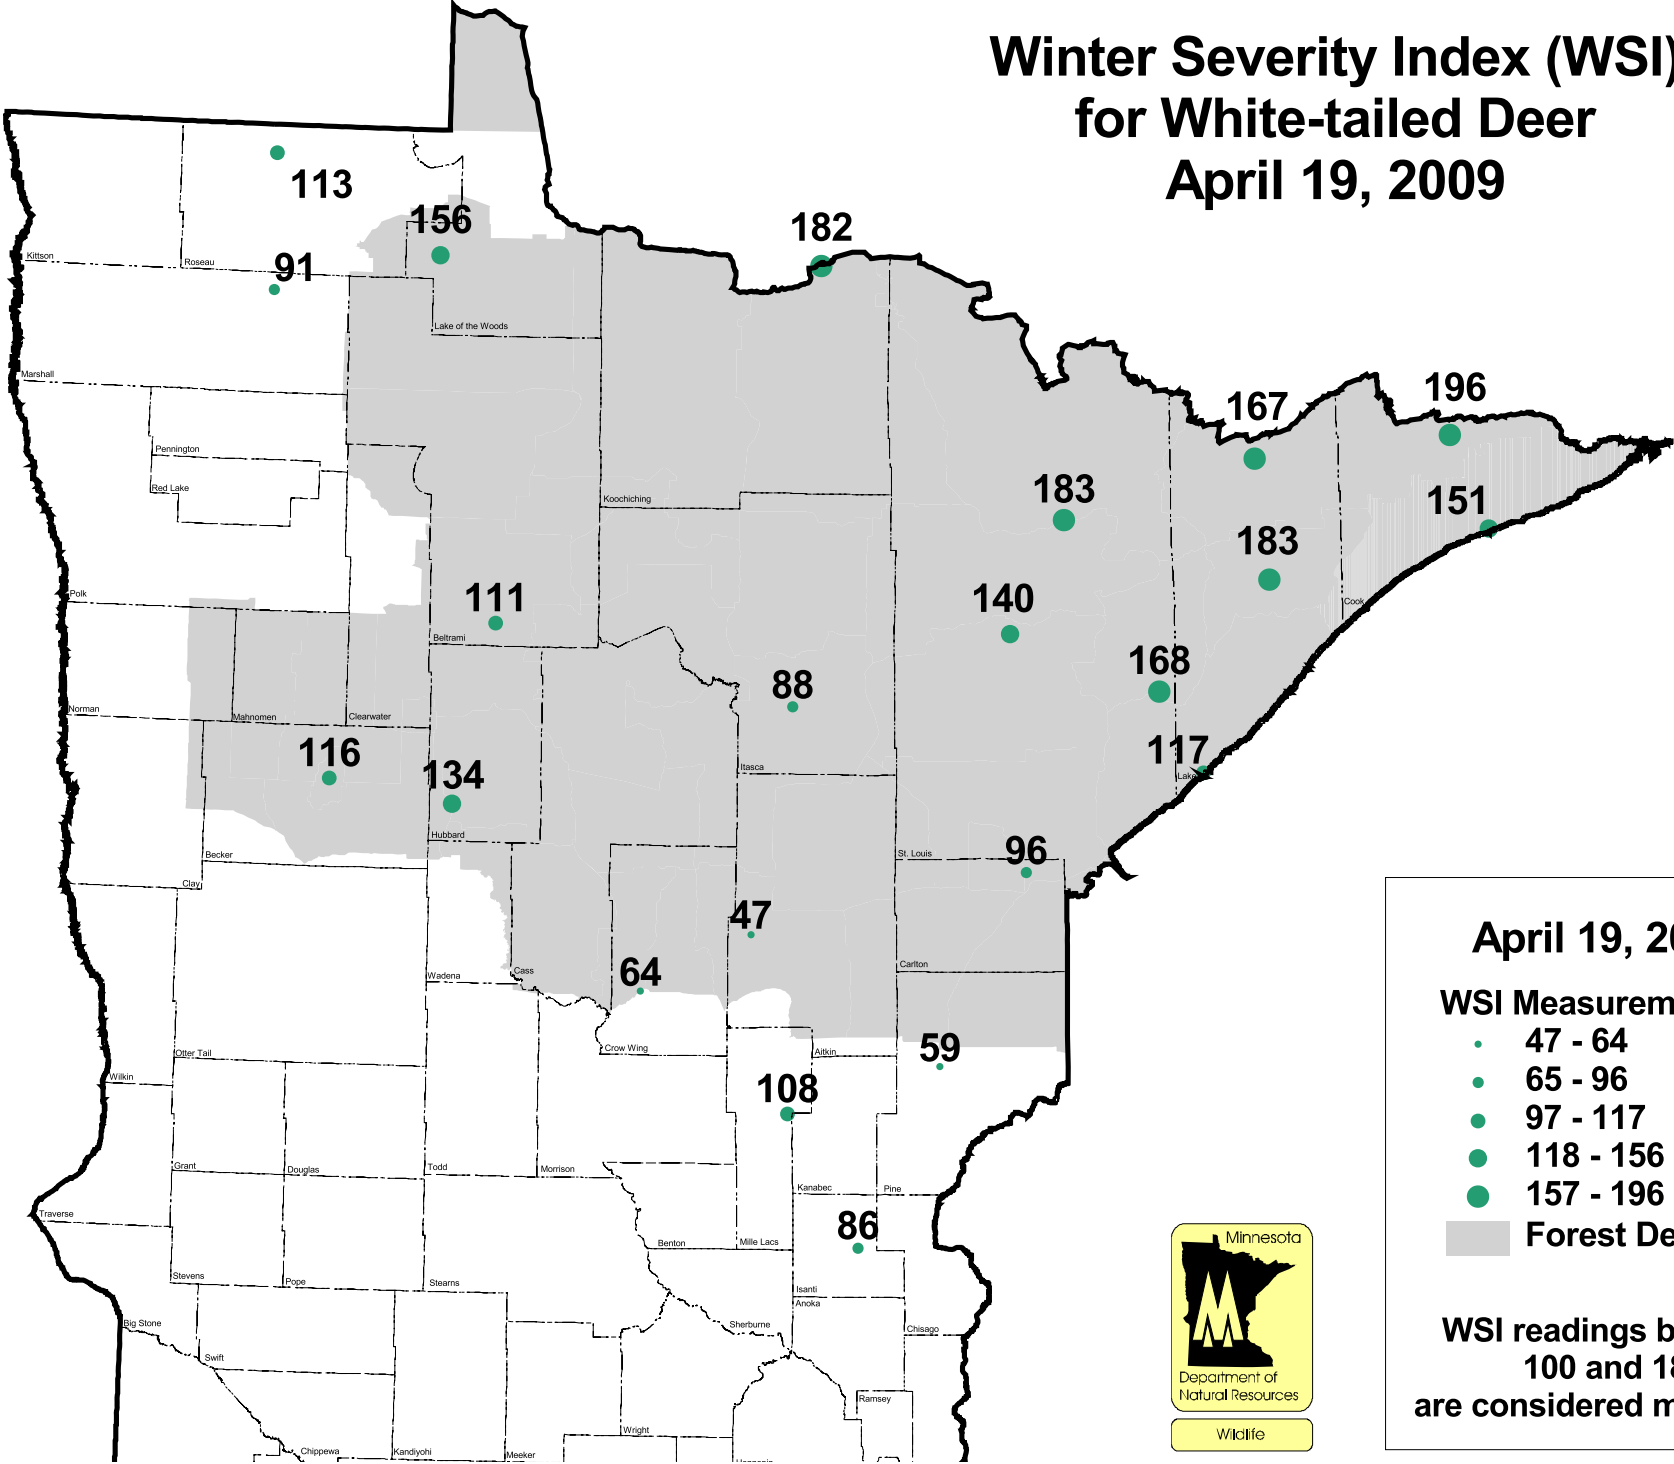 Winter Severity Index (WSI)
for White-tailed Deer
April 19, 2009
113
156
182
91
Kittson
Roseau
Lake of the Woods
Marshall
196
167
Pennington
Red Lake
Koochiching
183
151
183
111
140
Polk
Cook
Beltrami
168
88
Norman
Mahnomen
Clearwater
116
134
117
Itasca
Lake
Hubbard
Becker
St. Louis
96
Clay
47
Wadena
Cass
64
Carlton
Crow Wing
Aitkin
59
Otter Tail
Wilkin
108
Grant
Douglas
Todd
Morrison
Kanabec
Pine
Traverse
86
Benton
Mille Lacs
Stevens
Pope
Stearns
Isanti
Anoka
Big Stone
Sherburne
Chisago
Swift
Ramsey
Wright
Chippewa
Kandiyohi
Meeker
Minnesota
Department of
Natural Resources
Wildlife
April 19, 20
WSI Measurem
47 - 64
65 - 96
97 - 117
118 - 156
157 - 196
Forest De
WSI readings b
100 and 18
are considered m